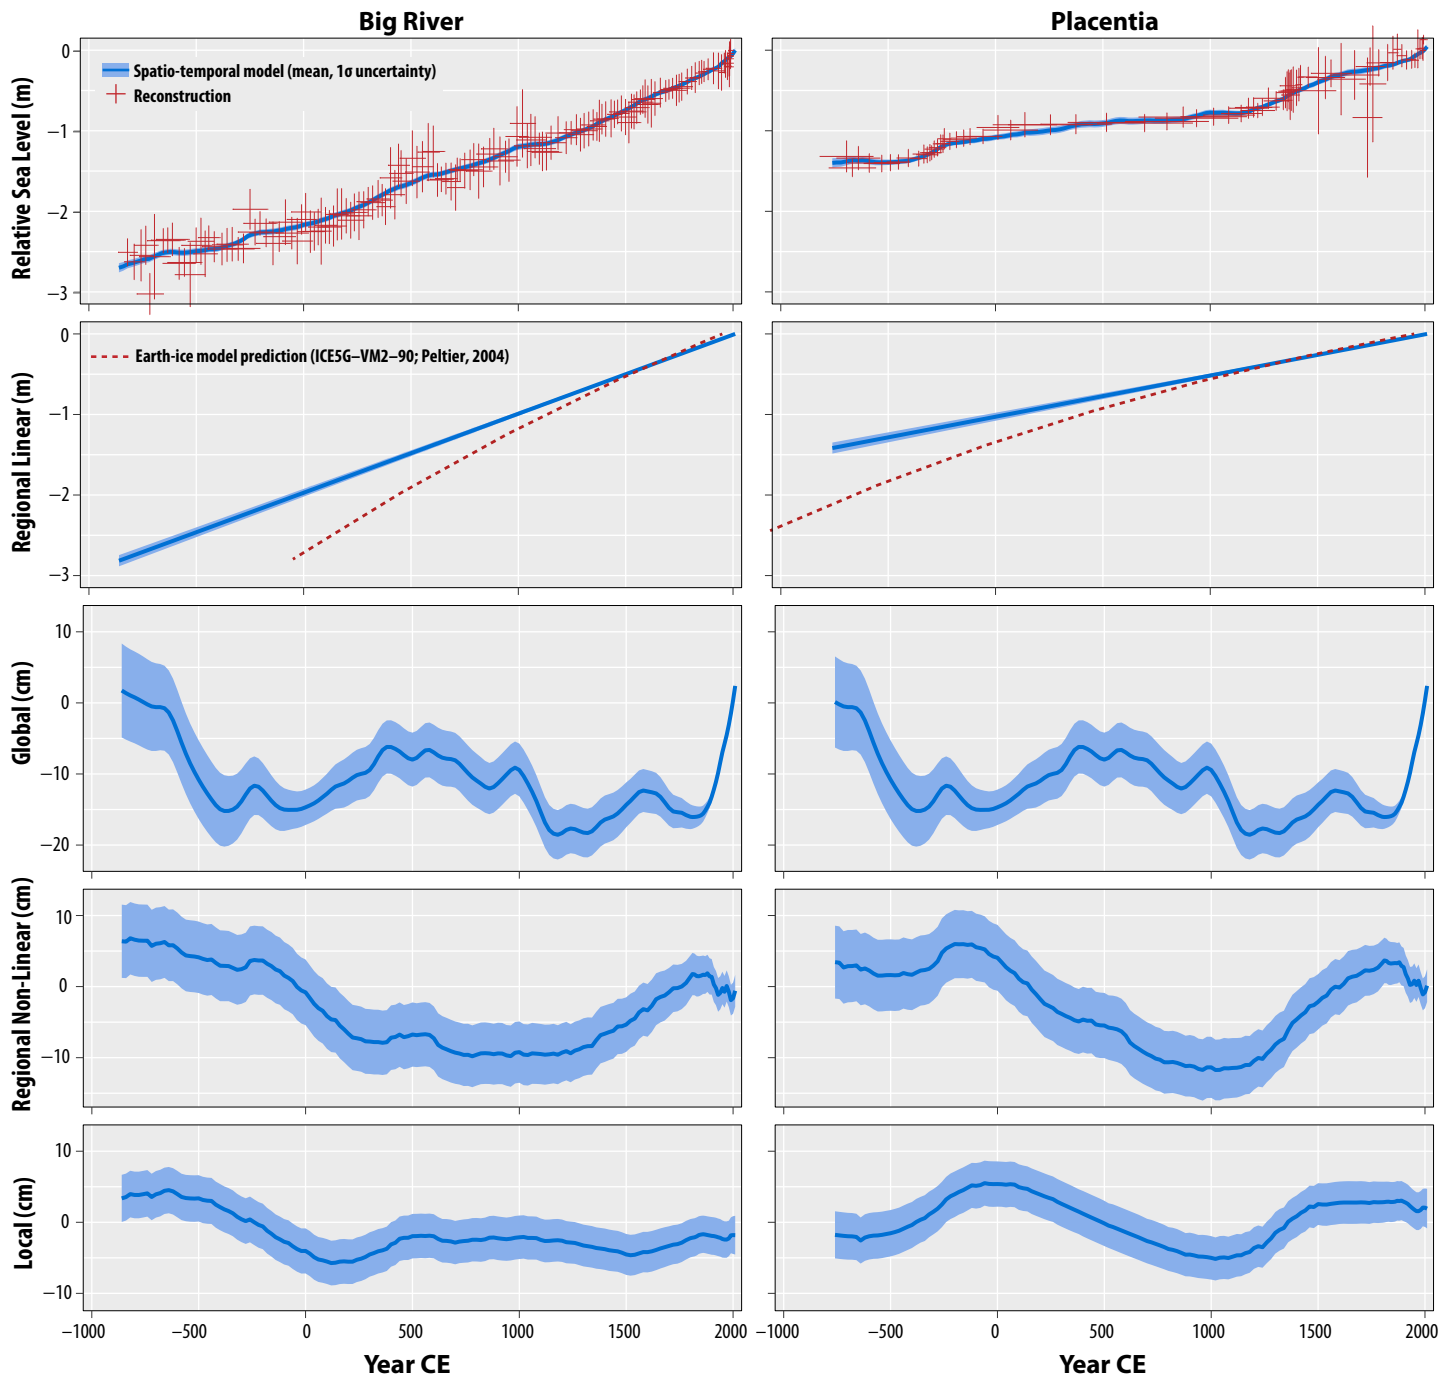 Big River
Placentia
Relative Sea Level (m)
0
−1
−2
−3
Spatio-temporal model (mean, 1σ uncertainty)
Reconstruction
Regional Linear (m)
0
−1
−2
−3
Earth-ice model prediction (ICE5G−VM2−90; Peltier, 2004)
Global (cm)
10
0
−10
−20
Regional Non-Linear (cm)
10
0
−10
Local (cm)
10
0
−10
−1000 −500 0 500 1000 1500 2000
−1000 −500 0 500 1000 1500 2000
Year CE
Year CE